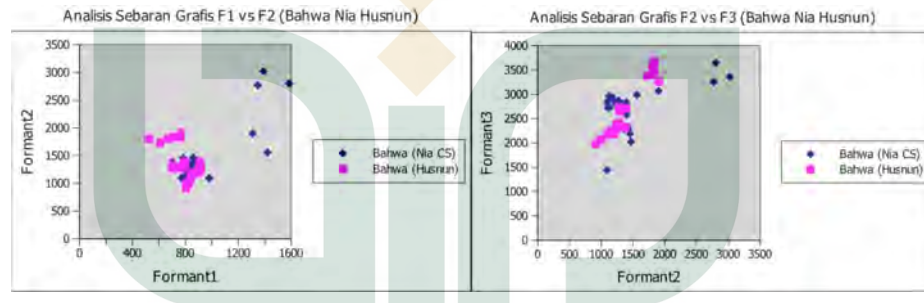 Analisis Sebaran Grafis F1 vs F2 (Bahwa Nia Husnun)
3500
3000
2500
2000
1500
1000
500
0
Formant2
0 400 800 1200 1600
Formant1
Bahwa (Nia CS)
Bahwa (Husnun)
Analisis Sebaran Grafis F2 vs F3 (Bahwa Nia Husnun)
4000
3500
3000
2500
2000
1500
1000
500
0
Formant3
0 500 1000 1500 2000 2500 3000 3500
Formant2
Bahwa (Nia CS)
Bahwa (Husnun)